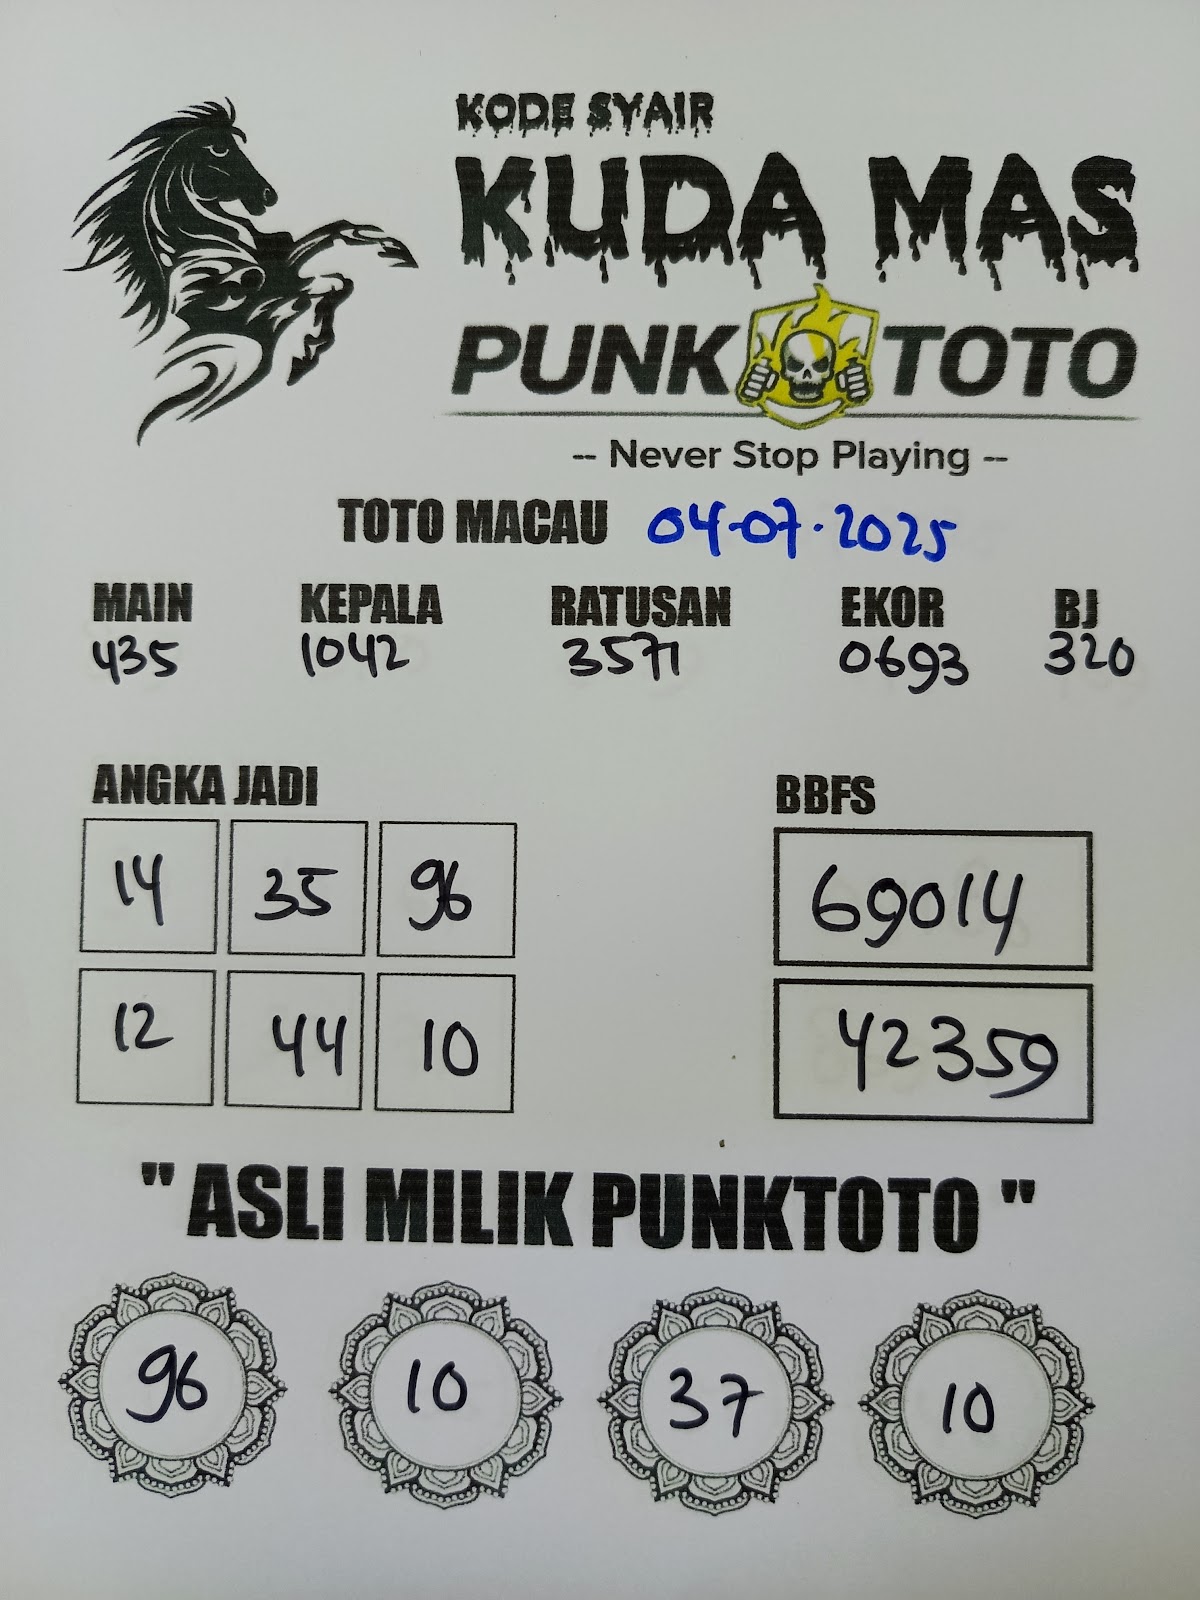 KODE SYAIR
KUDA MAS
PUNK TOTO
-- Never Stop Playing --
TOTO MACAU 04-07-2025
MAIN KEPALA RATUSAN EKOR BJ
435 1042 3571 0693 320
ANGKA JADI BBFS
14 35 96 69014
12 44 10 42359
" ASLI MILIK PUNKTOTO "
96 10 37 10